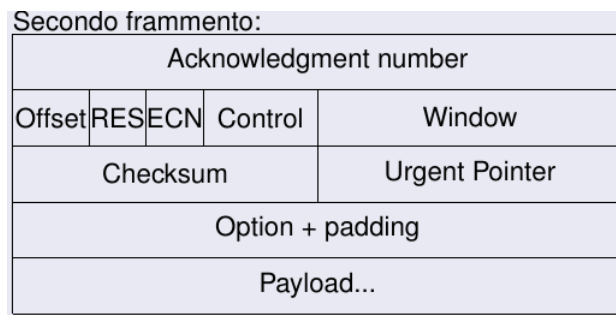 Secondo frammento:
Acknowledgment number
Offset RES ECN Control Window
Checksum Urgent Pointer
Option + padding
Payload...